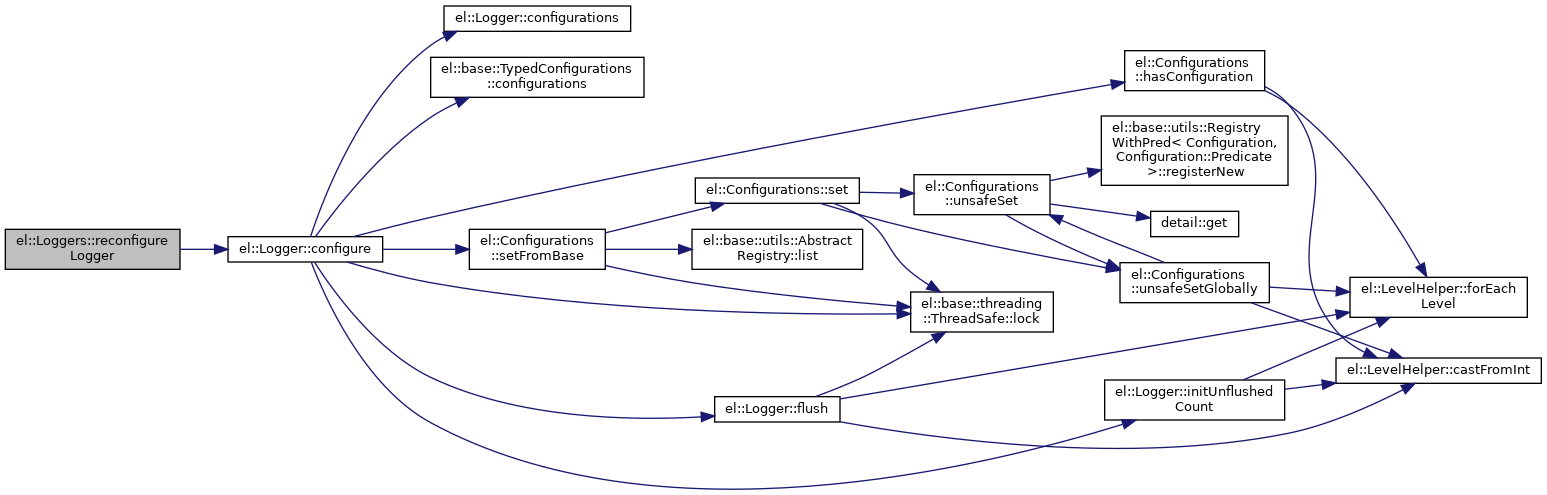 el::Logger::configurations
el::base::TypedConfigurations
::configurations
el::Configurations
::hasConfiguration
el::base::utils::Registry
WithPred< Configuration,
Configuration::Predicate
>::registerNew
el::Configurations::set
el::Configurations
::unsafeSet
detail::get
el::Loggers::reconfigure
Logger
el::Logger::configure
el::Configurations
::setFromBase
el::base::utils::Abstract
Registry::list
el::Configurations
::unsafeSetGlobally
el::LevelHelper::forEach
Level
el::base::threading
::ThreadSafe::lock
el::LevelHelper::castFromInt
el::Logger::flush
el::Logger::initUnflushed
Count